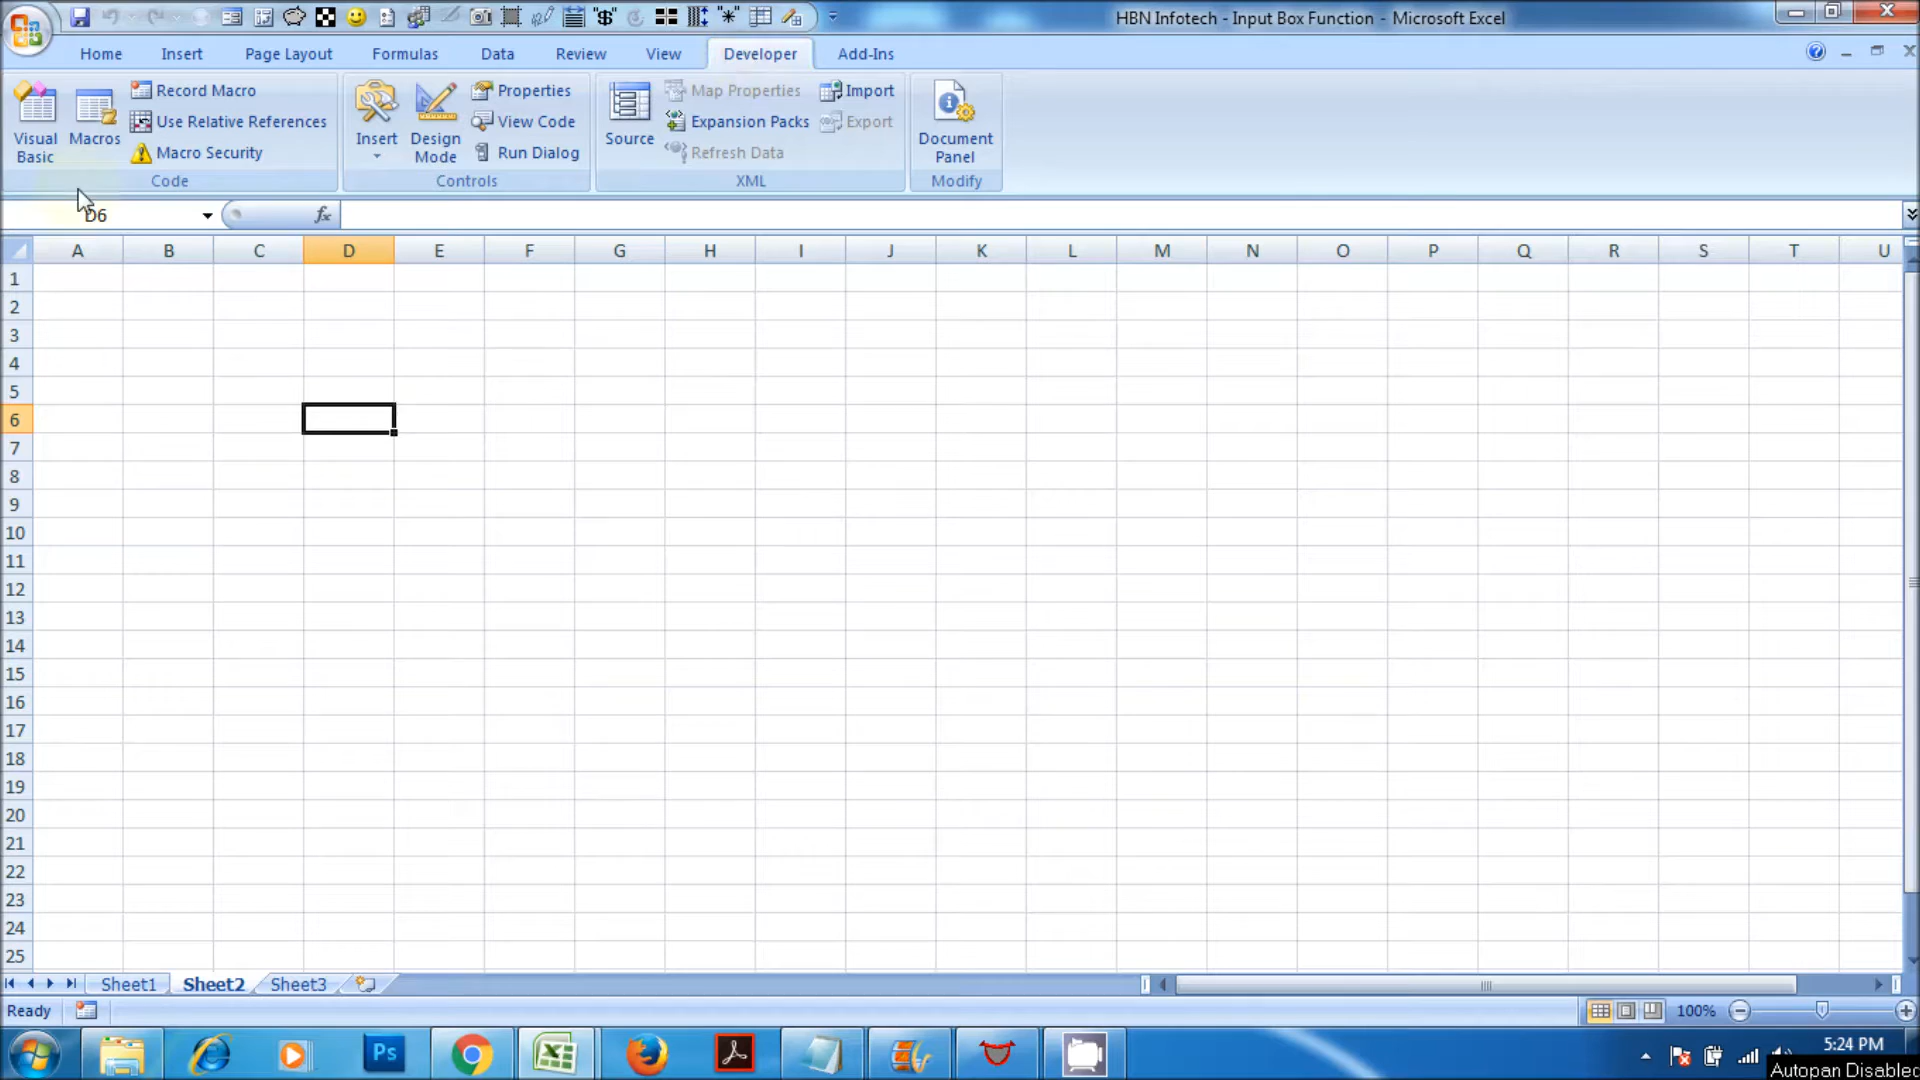 HBN Infotech - Input Box Function - Microsoft Excel
Home Insert Page Layout Formulas Data Review View Developer Add-Ins
Visual Basic
Macros
Record Macro
Use Relative References
Macro Security
Code
Insert
Design Mode
Properties
View Code
Run Dialog
Controls
Source
Map Properties
Expansion Packs
Refresh Data
Import
Export
XML
Document Panel
Modify
D6
fx
A B C D E F G H I J K L M N O P Q R S T U
1
2
3
4
5
6
7
8
9
10
11
12
13
14
15
16
17
18
19
20
21
22
23
24
25
Sheet1 Sheet2 Sheet3
Ready
100%
Ps
5:24 PM
Autopan Disabled